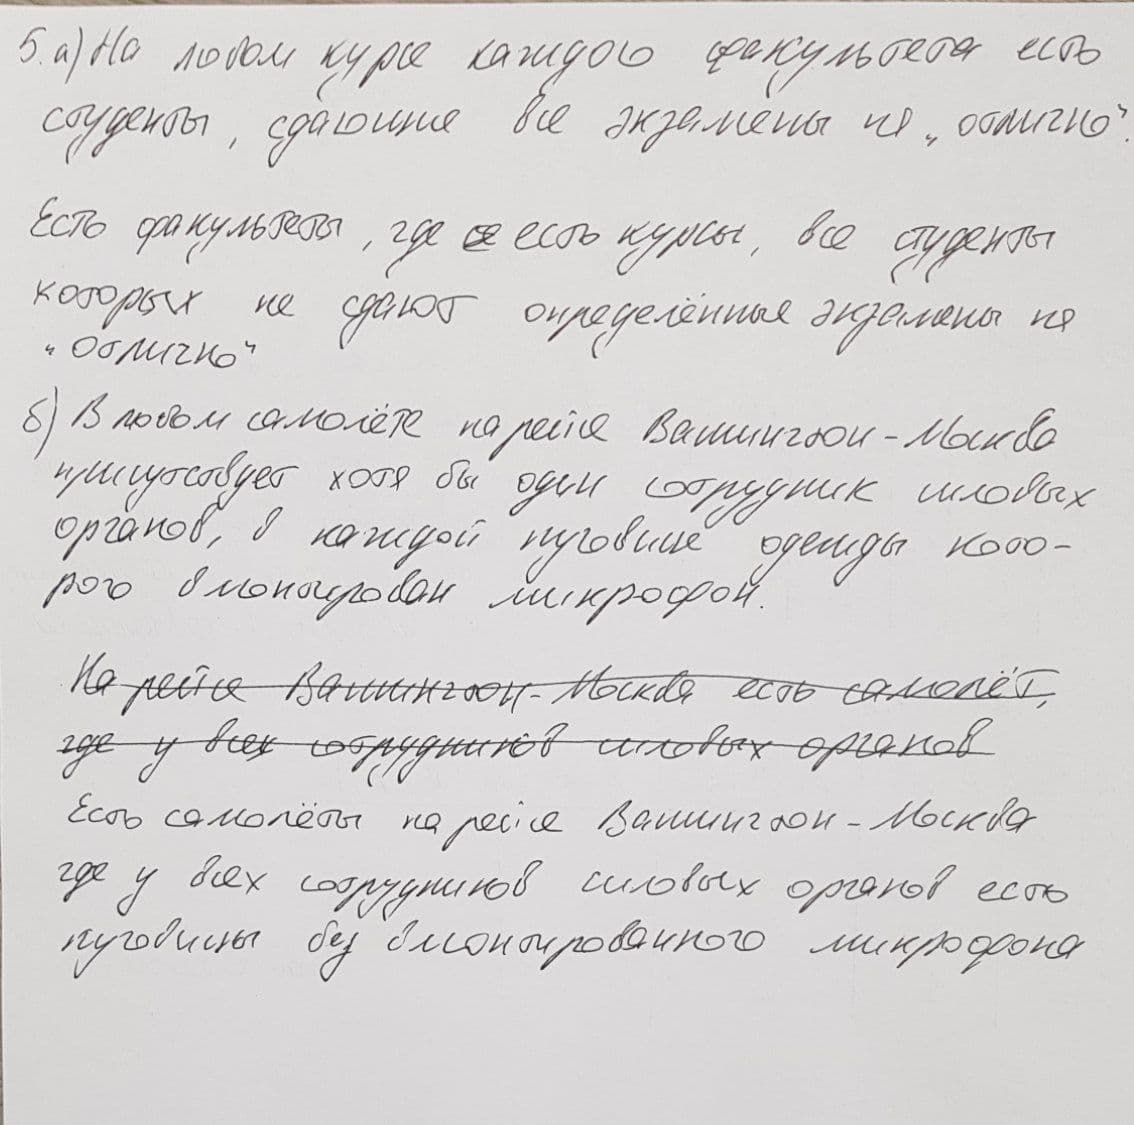 5. а) На любом курсе каждого факультета есть
студенты, сдающие все экзамены на „отлично".
Есть факультеты, где есть курсы, все студенты
которых не сдают определённые экзамены на
"отлично"
б) В любом самолёте на рейсе Вашингтон - Москва
присутствует хотя бы один сотрудник силовых
органов, в каждой пуговице одежды кото-
рого вмонтирован микрофон.
На рейсе Вашингтон - Москва есть самолёт,
где у всех сотрудников силовых органов
Есть самолёты на рейсе Вашингтон - Москва
где у всех сотрудников силовых органов есть
пуговицы без вмонтированного микрофона